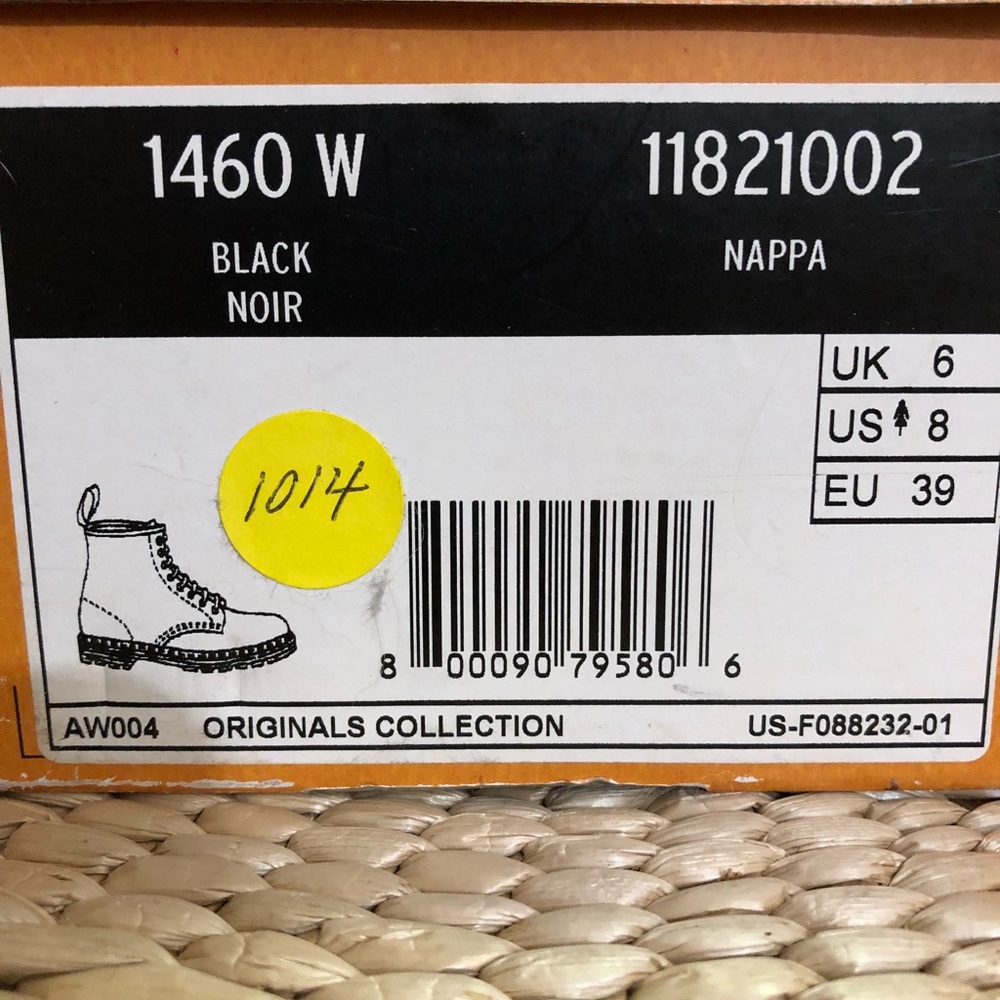 1460 W
11821002
BLACK
NOIR
NAPPA
UK 6
US 8
EU 39
1014
8 00090 79580 6
AW004 ORIGINALS COLLECTION US-F088232-01